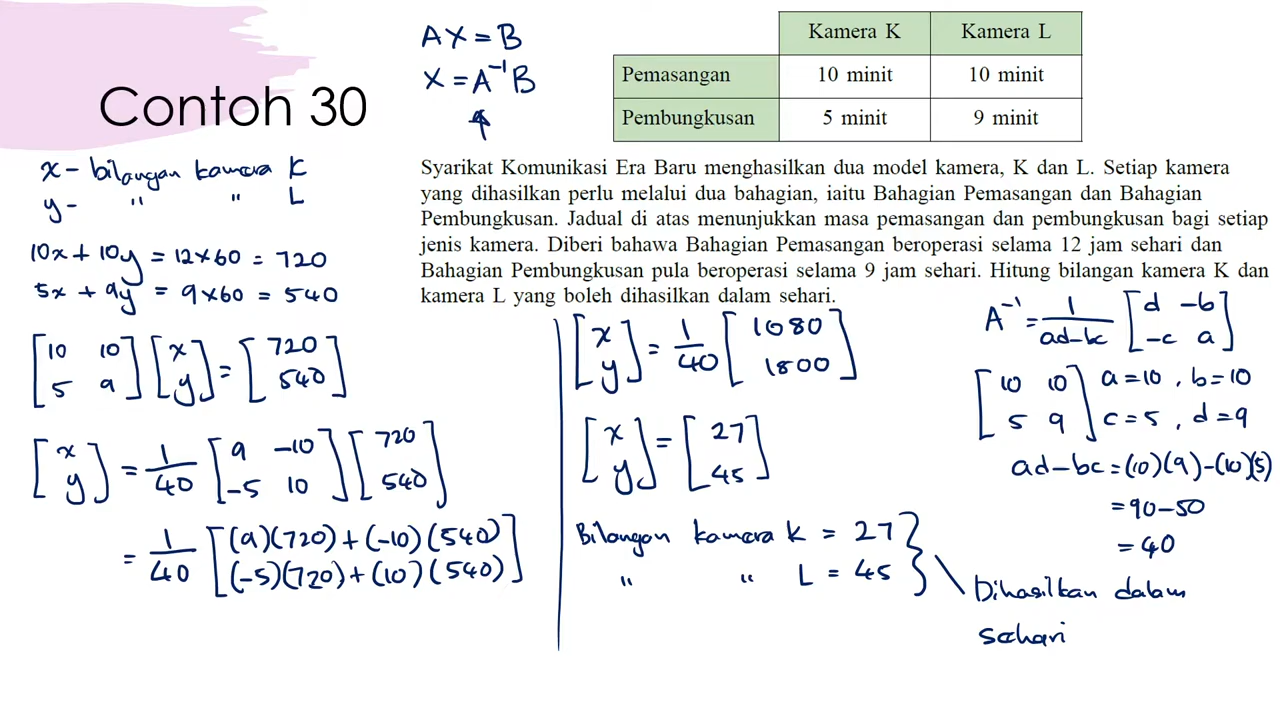 Contoh 30
AX = B
X = A⁻¹B
Kamera K Kamera L
Pemasangan 10 minit 10 minit
Pembungkusan 5 minit 9 minit
Syarikat Komunikasi Era Baru menghasilkan dua model kamera, K dan L. Setiap kamera
yang dihasilkan perlu melalui dua bahagian, iaitu Bahagian Pemasangan dan Bahagian
Pembungkusan. Jadual di atas menunjukkan masa pemasangan dan pembungkusan bagi setiap
jenis kamera. Diberi bahawa Bahagian Pemasangan beroperasi selama 12 jam sehari dan
Bahagian Pembungkusan pula beroperasi selama 9 jam sehari. Hitung bilangan kamera K dan
kamera L yang boleh dihasilkan dalam sehari.
x - bilangan kamera K
y - " " L
10x + 10y = 12×60 = 720
5x + 9y = 9×60 = 540
[10 10; 5 9] [x; y] = [720; 540]
[x; y] = 1/40 [9 -10; -5 10] [720; 540]
= 1/40 [(9)(720) + (-10)(540); (-5)(720) + (10)(540)]
[x; y] = 1/40 [1080; 1800]
[x; y] = [27; 45]
Bilangan kamera K = 27
" " L = 45
Dihasilkan dalam
sehari
A⁻¹ = 1/ad-bc [d -b; -c a]
[10 10; 5 9] a = 10 , b = 10
c = 5 , d = 9
ad - bc = (10)(9) - (10)(5)
= 90 - 50
= 40